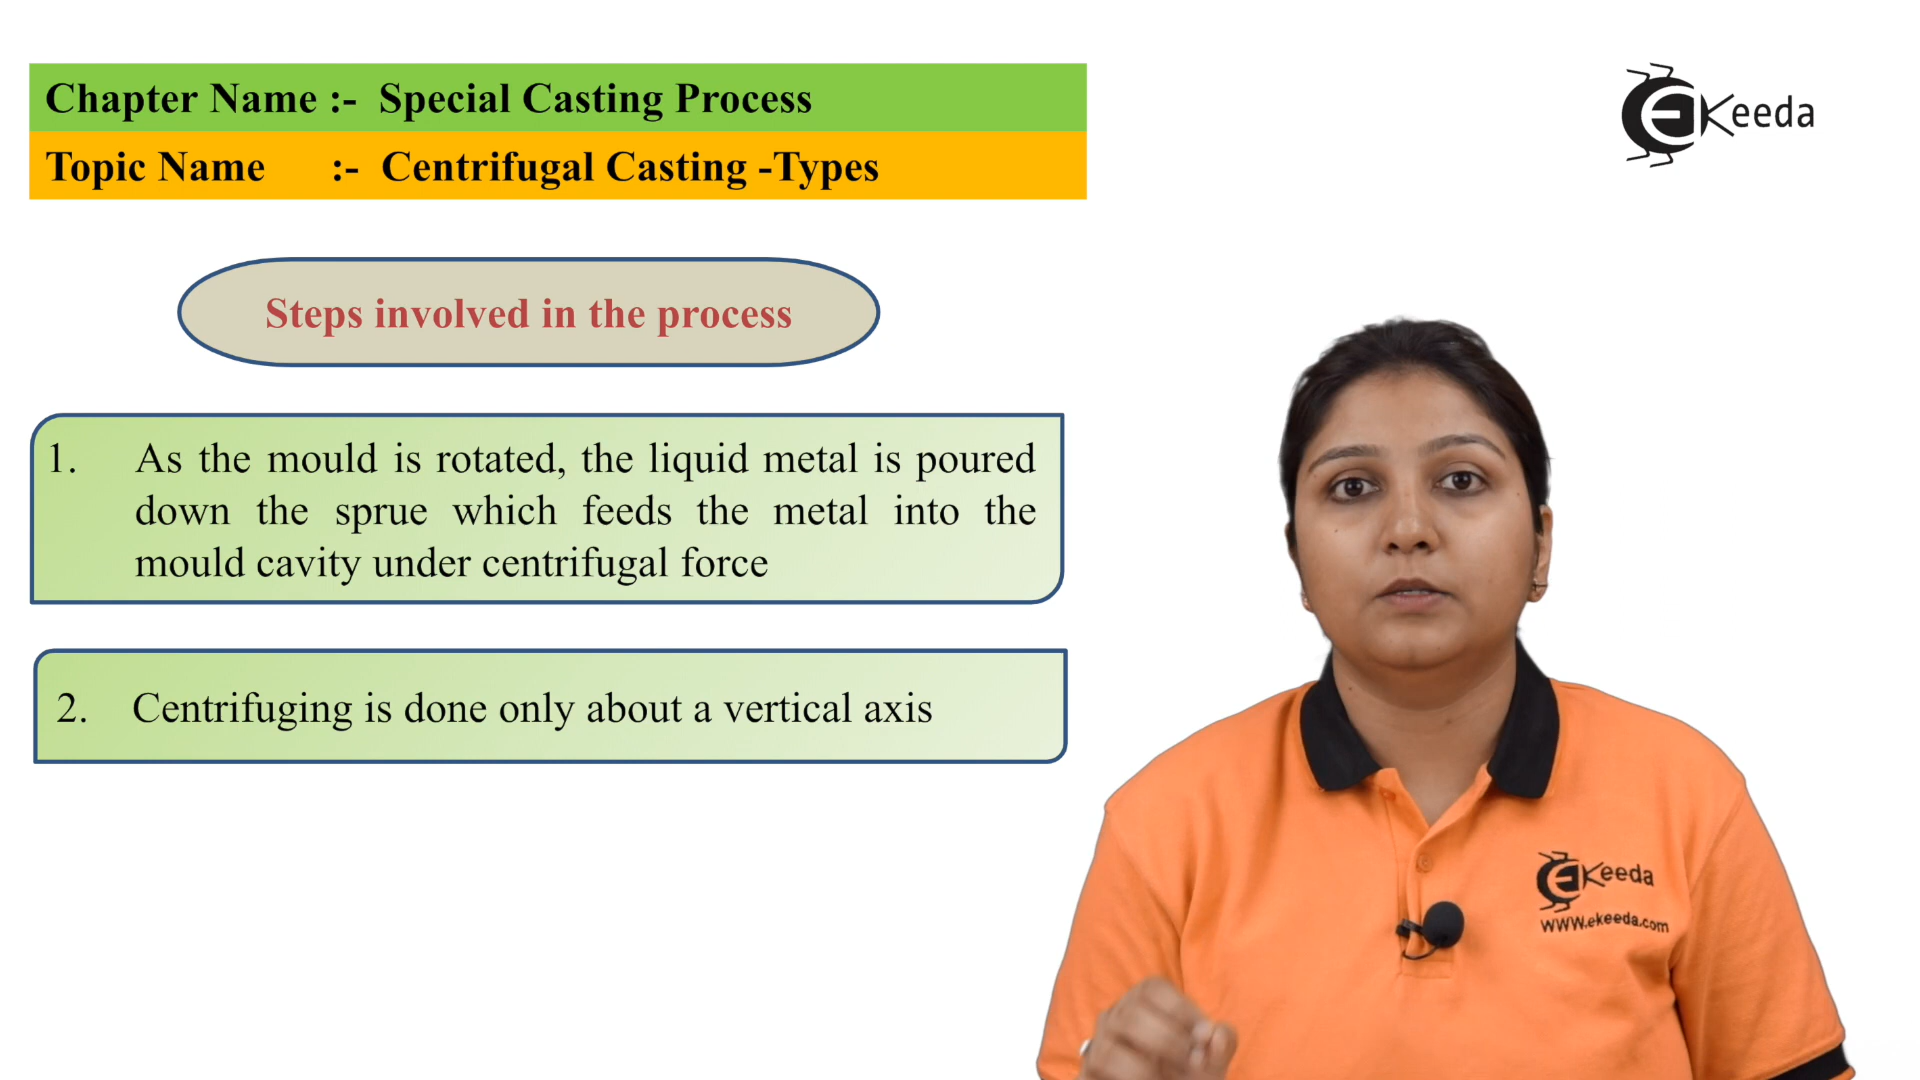 Chapter Name :- Special Casting Process
Topic Name :- Centrifugal Casting -Types
EKeeda
Steps involved in the process
1. As the mould is rotated, the liquid metal is poured
down the sprue which feeds the metal into the
mould cavity under centrifugal force
2. Centrifuging is done only about a vertical axis
EKeeda
WWW.ekeeda.com